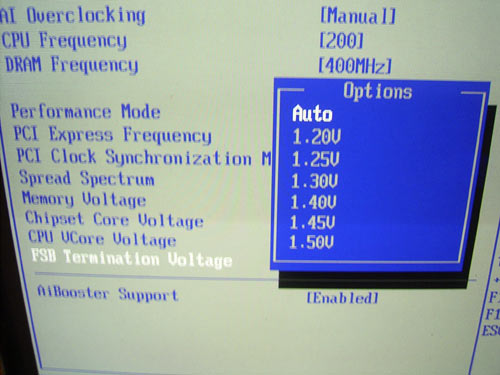 AI Overclocking [Manual]
CPU Frequency [200]
DRAM Frequency [400MHz]
Options
Performance Mode
PCI Express Frequency
PCI Clock Synchronization M
Spread Spectrum
Memory Voltage
Chipset Core Voltage
CPU VCore Voltage
FSB Termination Voltage
Auto
1.20V
1.25V
1.30V
1.40V
1.45V
1.50V
AiBooster Support [Enabled]